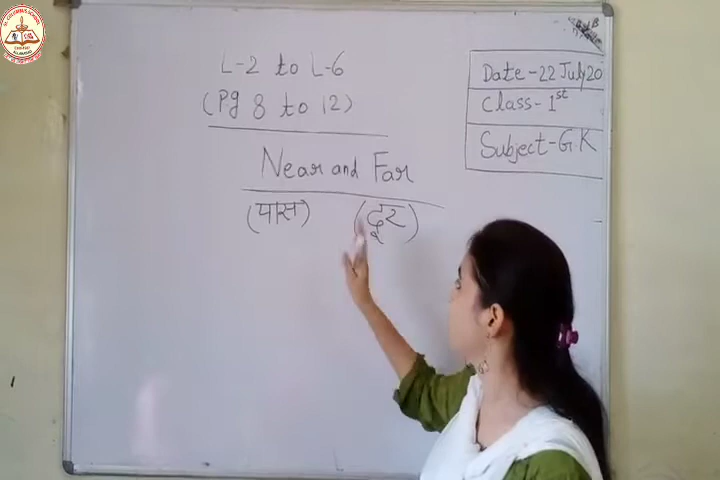 L-2 to L-6
(Pg 8 to 12)
Near and Far
(पास) (दूर)
Date - 22 July 20
Class - 1st
Subject - G.K